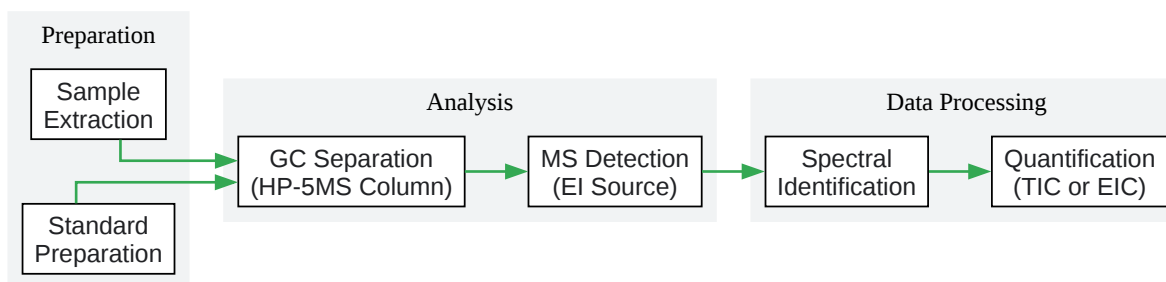 Preparation
Sample
Extraction
Standard
Preparation
Analysis
GC Separation
(HP-5MS Column)
MS Detection
(EI Source)
Data Processing
Spectral
Identification
Quantification
(TIC or EIC)